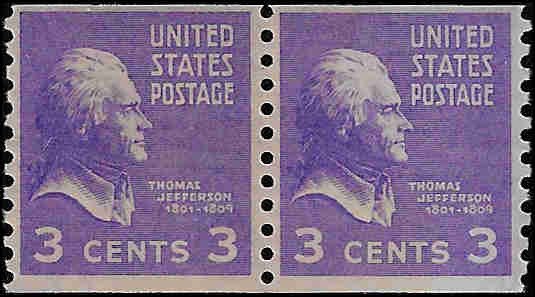 UNITED
STATES
POSTAGE
THOMAS
JEFFERSON
1801-1809
3 CENTS 3
UNITED
STATES
POSTAGE
THOMAS
JEFFERSON
1801-1809
3 CENTS 3